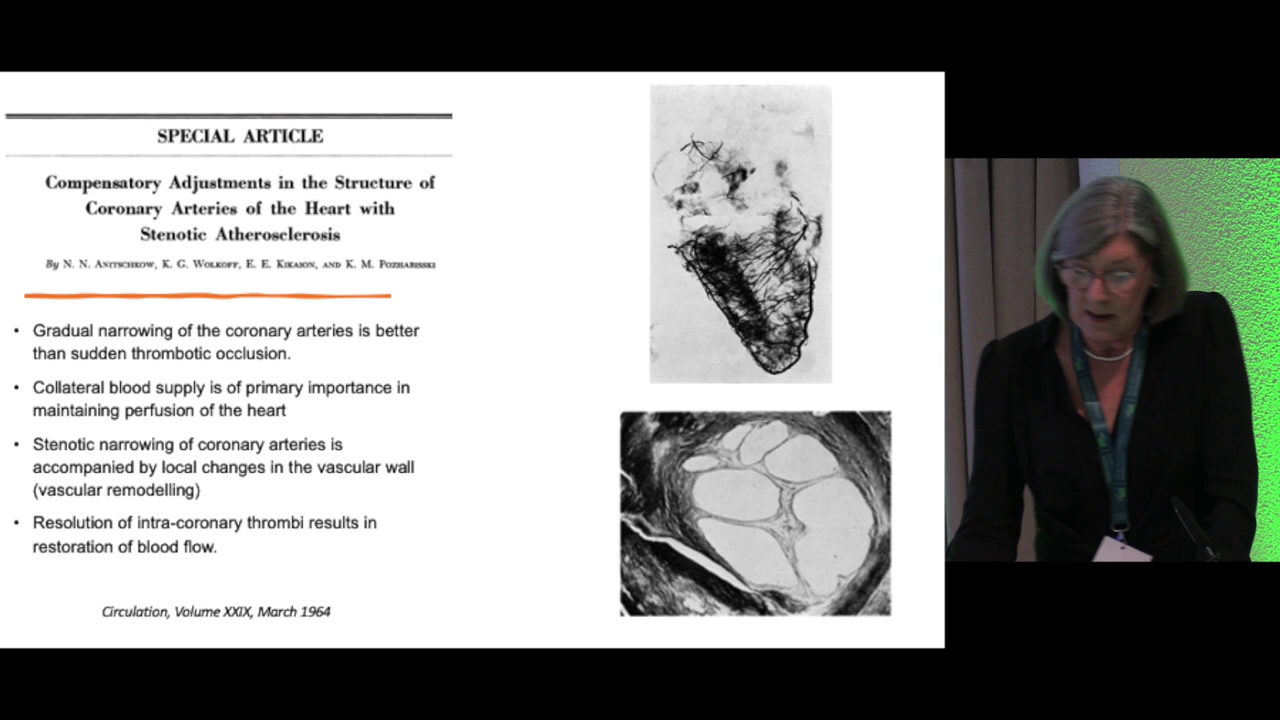 SPECIAL ARTICLE
Compensatory Adjustments in the Structure of
Coronary Arteries of the Heart with
Stenotic Atherosclerosis
By N. N. Anitschkow, K. G. Wolkoff, E. E. Kikaion, and K. M. Pozharisski
• Gradual narrowing of the coronary arteries is better
than sudden thrombotic occlusion.
• Collateral blood supply is of primary importance in
maintaining perfusion of the heart
• Stenotic narrowing of coronary arteries is
accompanied by local changes in the vascular wall
(vascular remodelling)
• Resolution of intra-coronary thrombi results in
restoration of blood flow.
Circulation, Volume XXIX, March 1964